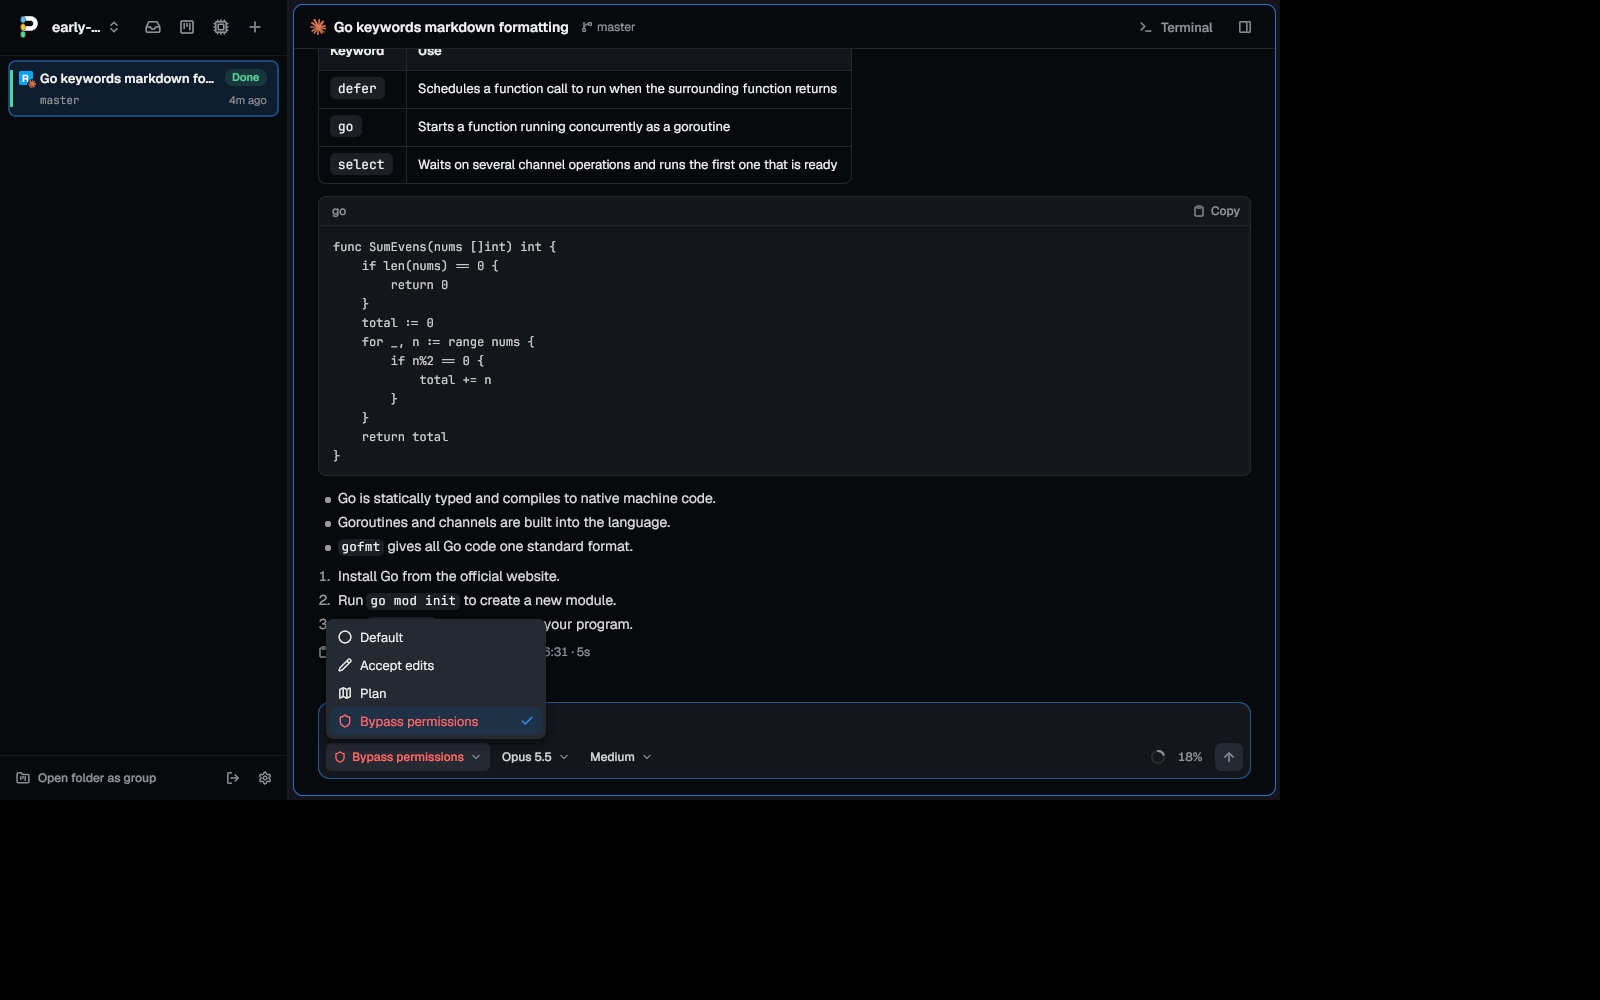 early-...
Go keywords markdown fo... Done
master 4m ago
Open folder as group
Go keywords markdown formatting master Terminal
Keyword Use
defer Schedules a function call to run when the surrounding function returns
go Starts a function running concurrently as a goroutine
select Waits on several channel operations and runs the first one that is ready
go Copy
func SumEvens(nums []int) int {
    if len(nums) == 0 {
        return 0
    }
    total := 0
    for _, n := range nums {
        if n%2 == 0 {
            total += n
        }
    }
    return total
}
Go is statically typed and compiles to native machine code.
Goroutines and channels are built into the language.
gofmt gives all Go code one standard format.
1. Install Go from the official website.
2. Run go mod init to create a new module.
3 your program.
6:31 · 5s
Default
Accept edits
Plan
Bypass permissions
Bypass permissions Opus 5.5 Medium 18%